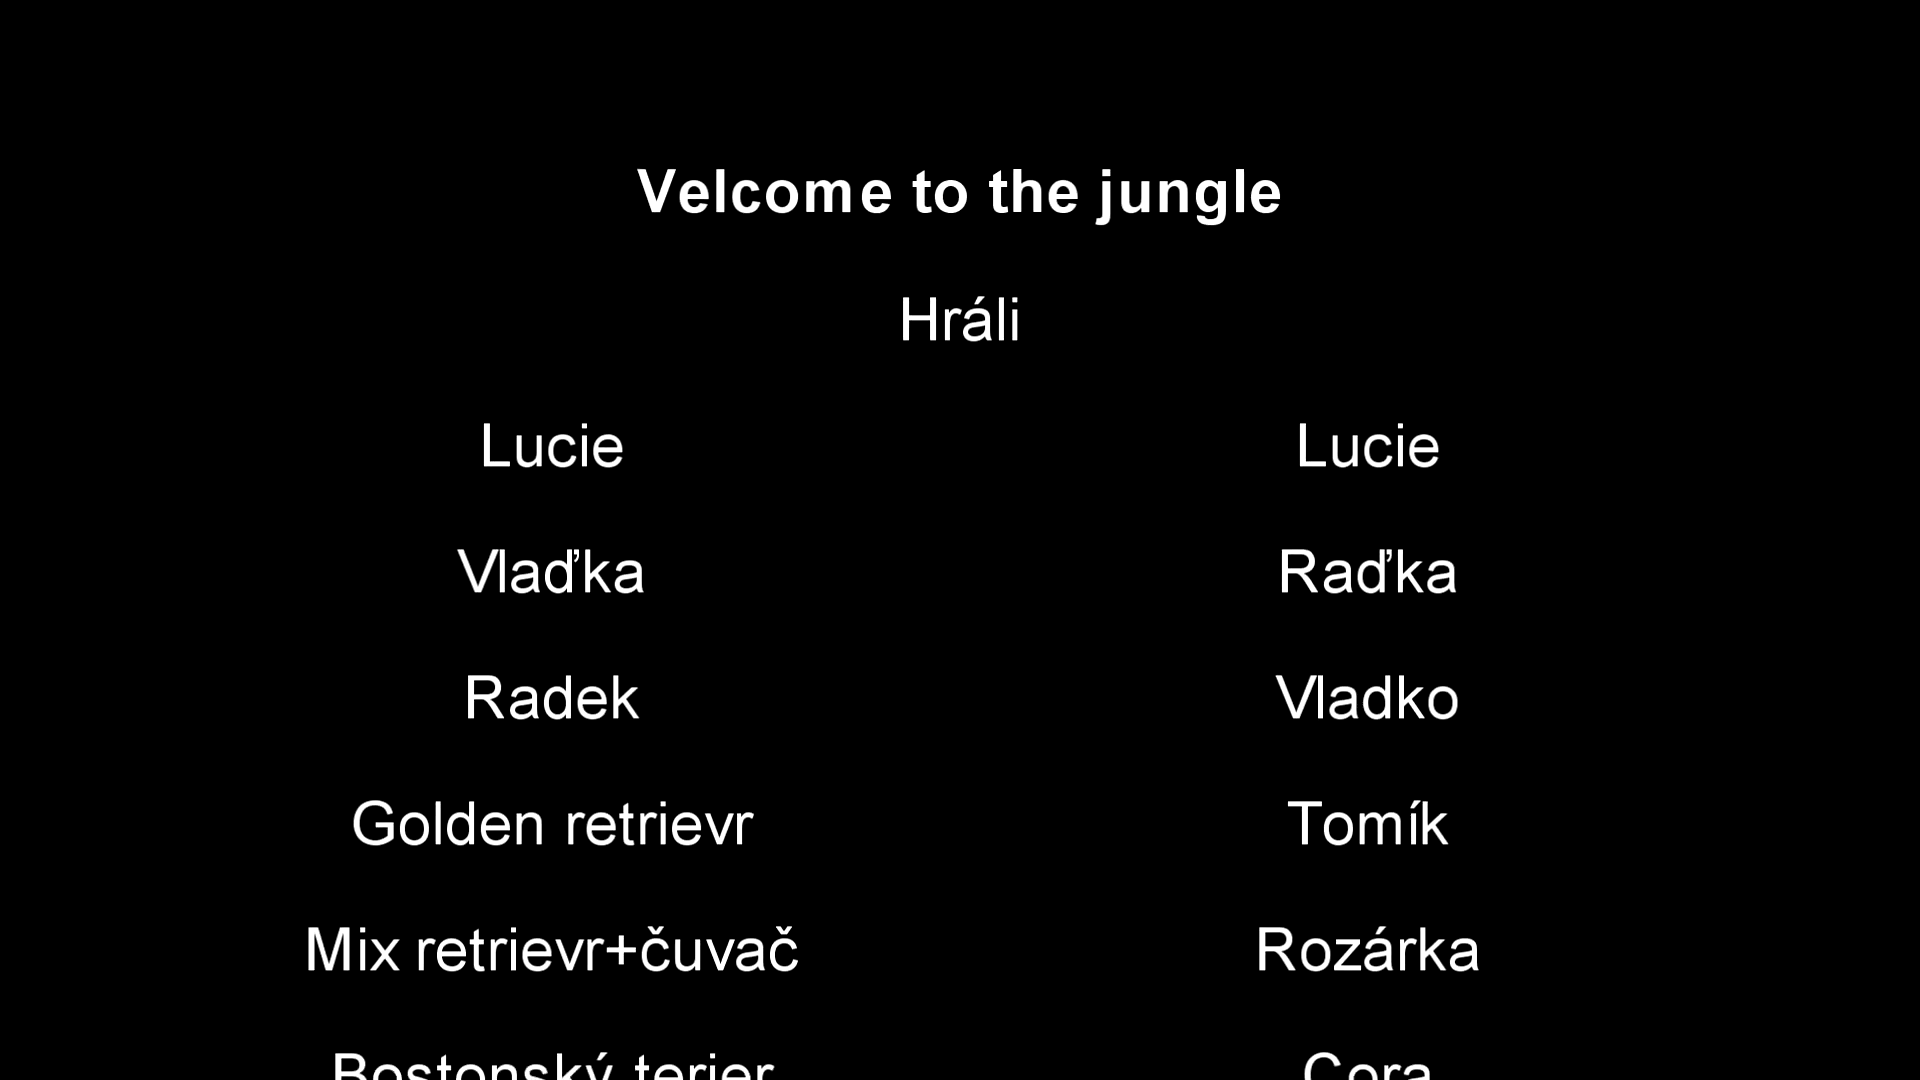 Velcome to the jungle
Hráli
Lucie Lucie
Vlaďka Raďka
Radek Vladko
Golden retrievr Tomík
Mix retrievr+čuvač Rozárka
Bostonský terier Cora